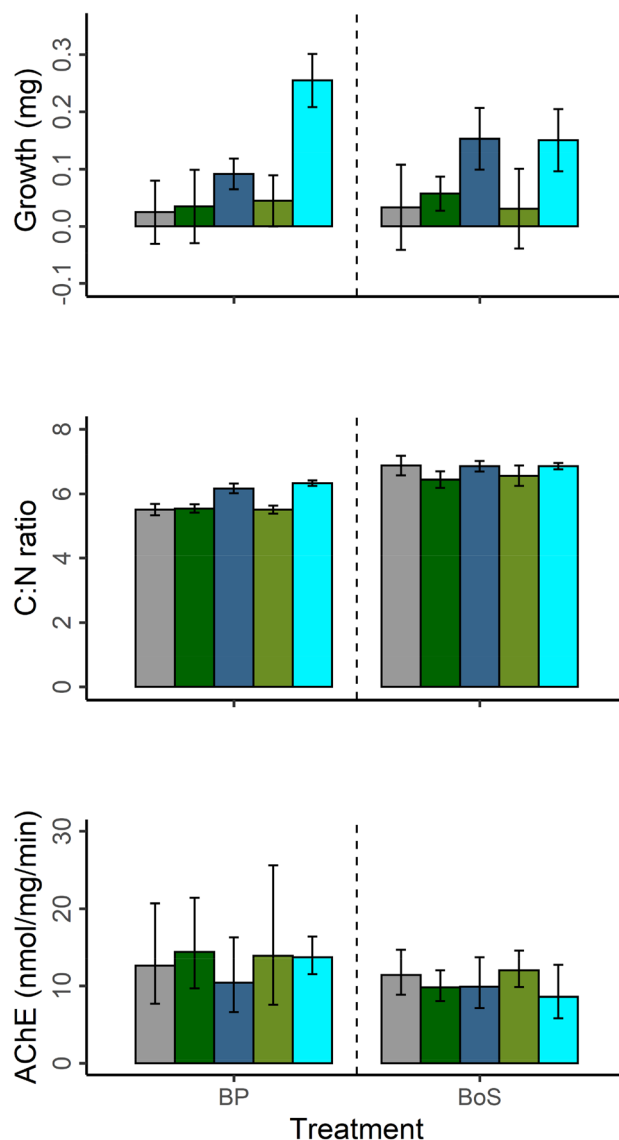 Growth (mg)
0.3
0.2
0.1
0.0
-0.1
C:N ratio
8
6
4
2
0
AChE (nmol/mg/min)
30
20
10
0
BP BoS
Treatment